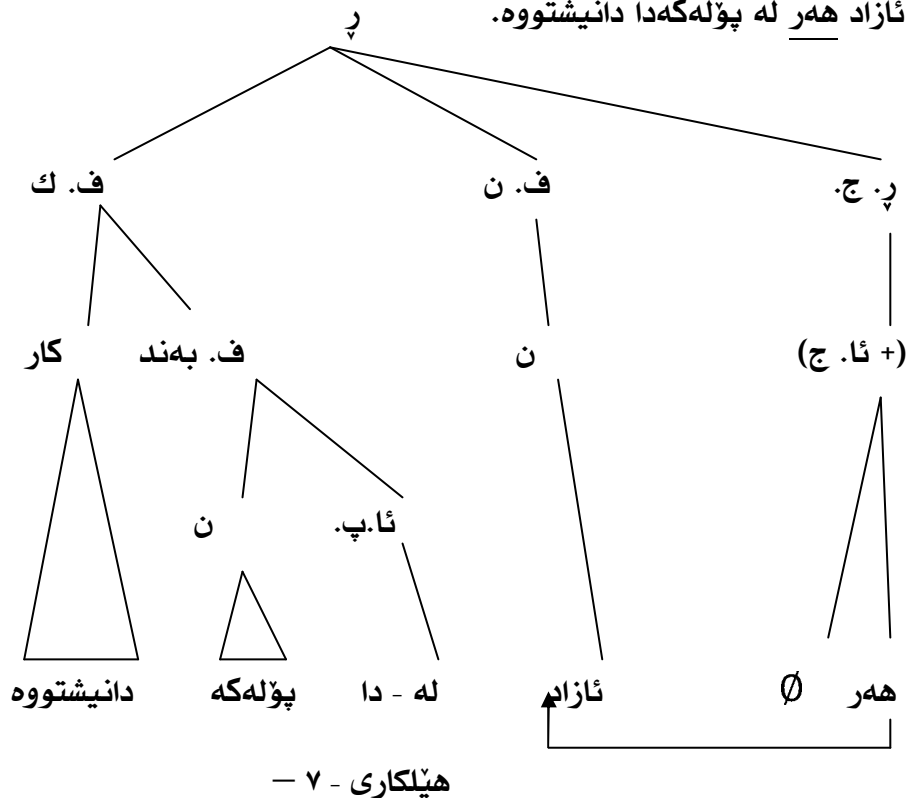 ئازاد هەر لە پۆلەکەدا دانیشتووە.
ڕ
ڕ. ج. ف. ن ف. ك
(+ ئا. ج) ن ف. بەند کار
ئا.پ. ن
هەر Ø ئازاد لە - دا پۆلەکە دانیشتووە
هێلکاری - ٧ –